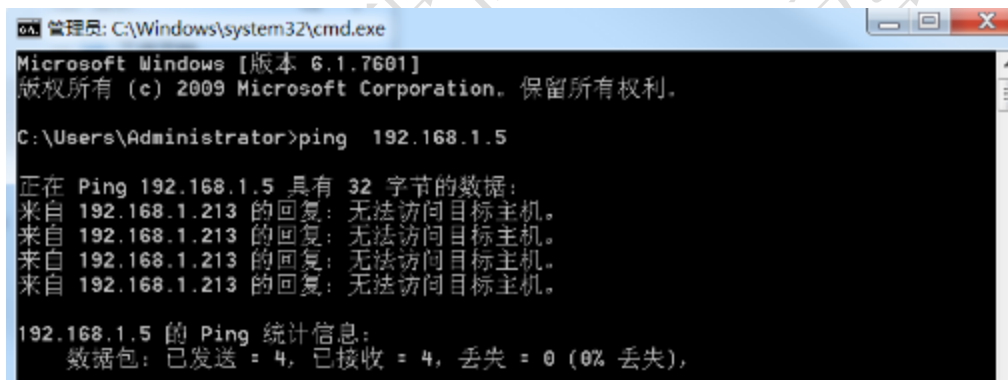 管理员: C:\Windows\system32\cmd.exe
Microsoft Windows [版本 6.1.7601]
版权所有 (c) 2009 Microsoft Corporation。保留所有权利。
C:\Users\Administrator>ping  192.168.1.5
正在 Ping 192.168.1.5 具有 32 字节的数据:
来自 192.168.1.213 的回复: 无法访问目标主机。
来自 192.168.1.213 的回复: 无法访问目标主机。
来自 192.168.1.213 的回复: 无法访问目标主机。
来自 192.168.1.213 的回复: 无法访问目标主机。
192.168.1.5 的 Ping 统计信息:
数据包: 已发送 = 4, 已接收 = 4, 丢失 = 0 (0% 丢失),